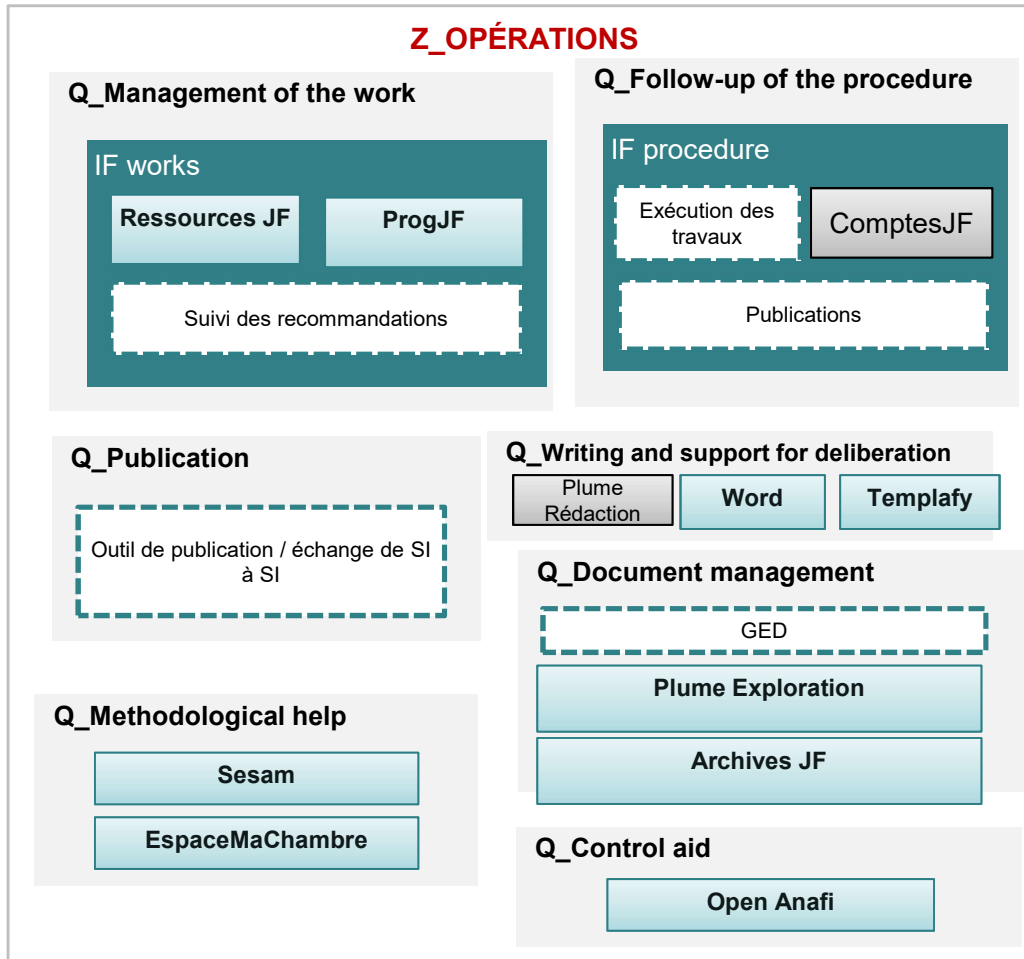 Z_OPÉRATIONS
Q_Management of the work
IF works
Ressources JF
ProgJF
Suivi des recommandations
Q_Follow-up of the procedure
IF procedure
Exécution des
travaux
ComptesJF
Publications
Q_Publication
Outil de publication / échange de SI
à SI
Q_Writing and support for deliberation
Plume
Rédaction
Word
Templafy
Q_Document management
GED
Plume Exploration
Archives JF
Q_Methodological help
Sesam
EspaceMaChambre
Q_Control aid
Open Anafi